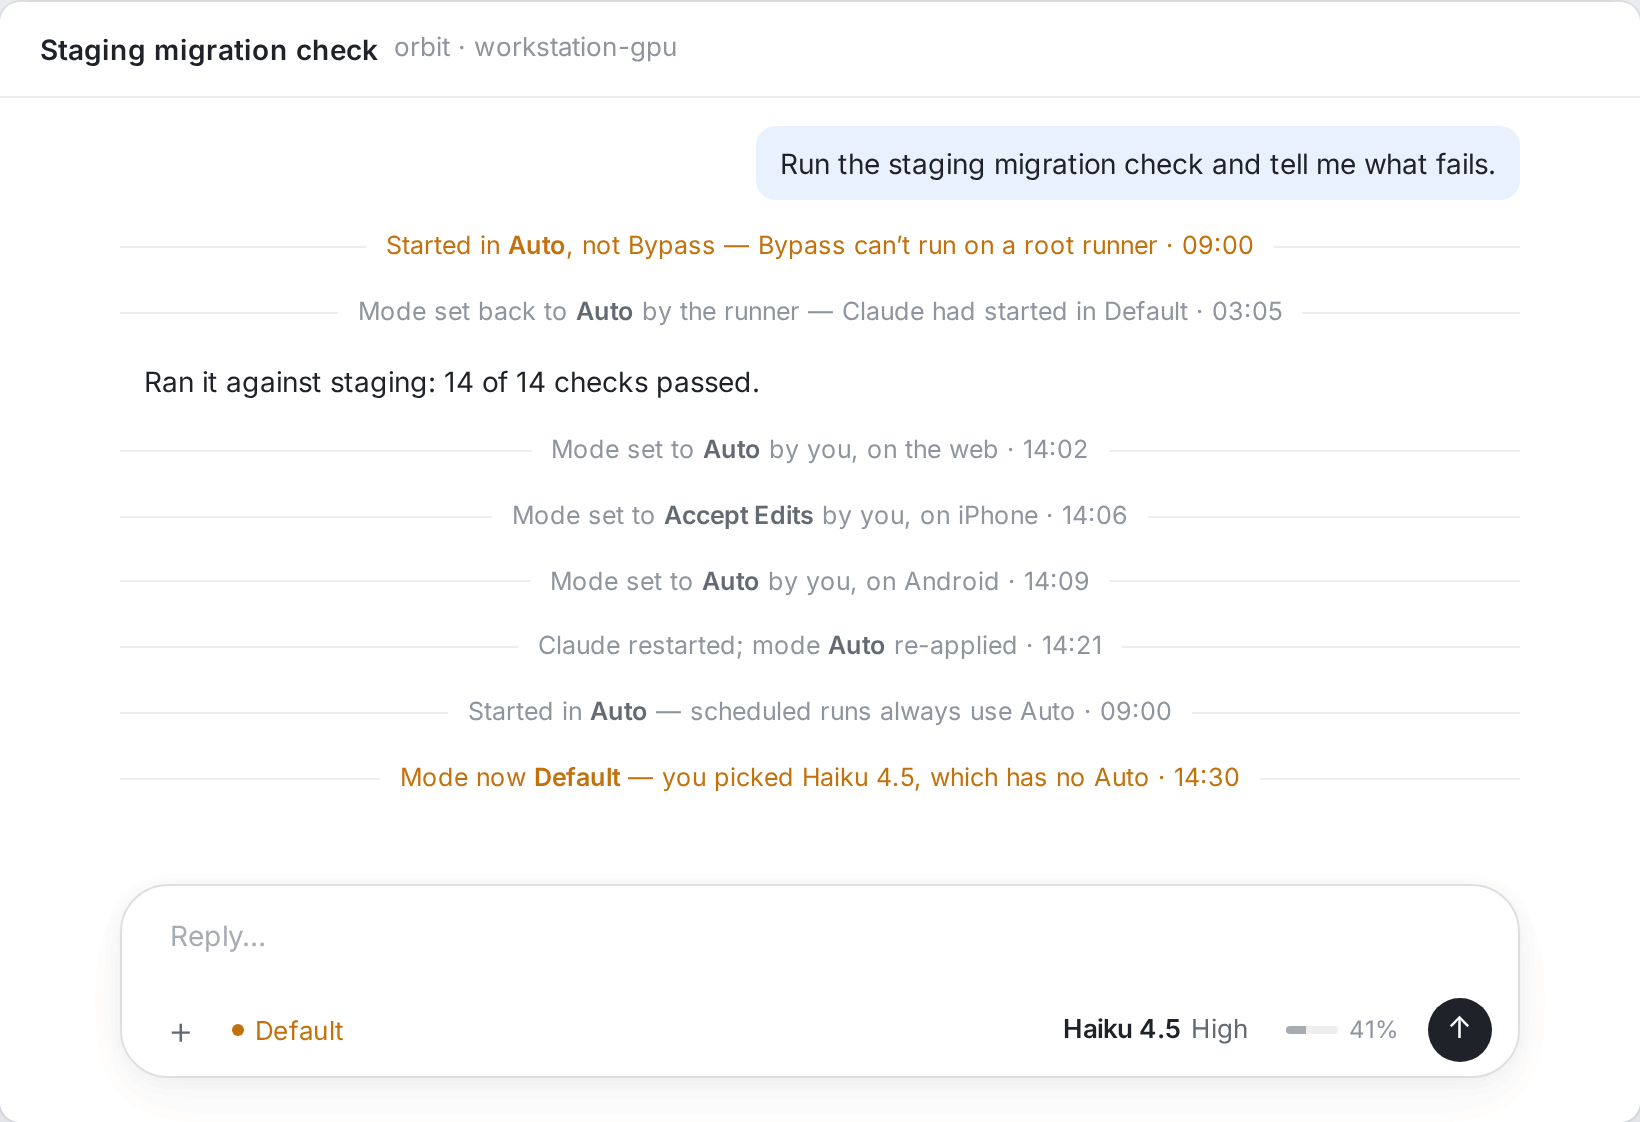 Staging migration check orbit · workstation-gpu
Run the staging migration check and tell me what fails.
Started in Auto, not Bypass — Bypass can’t run on a root runner · 09:00
Mode set back to Auto by the runner — Claude had started in Default · 03:05
Ran it against staging: 14 of 14 checks passed.
Mode set to Auto by you, on the web · 14:02
Mode set to Accept Edits by you, on iPhone · 14:06
Mode set to Auto by you, on Android · 14:09
Claude restarted; mode Auto re-applied · 14:21
Started in Auto — scheduled runs always use Auto · 09:00
Mode now Default — you picked Haiku 4.5, which has no Auto · 14:30
Reply...
+ Default Haiku 4.5 High 41%